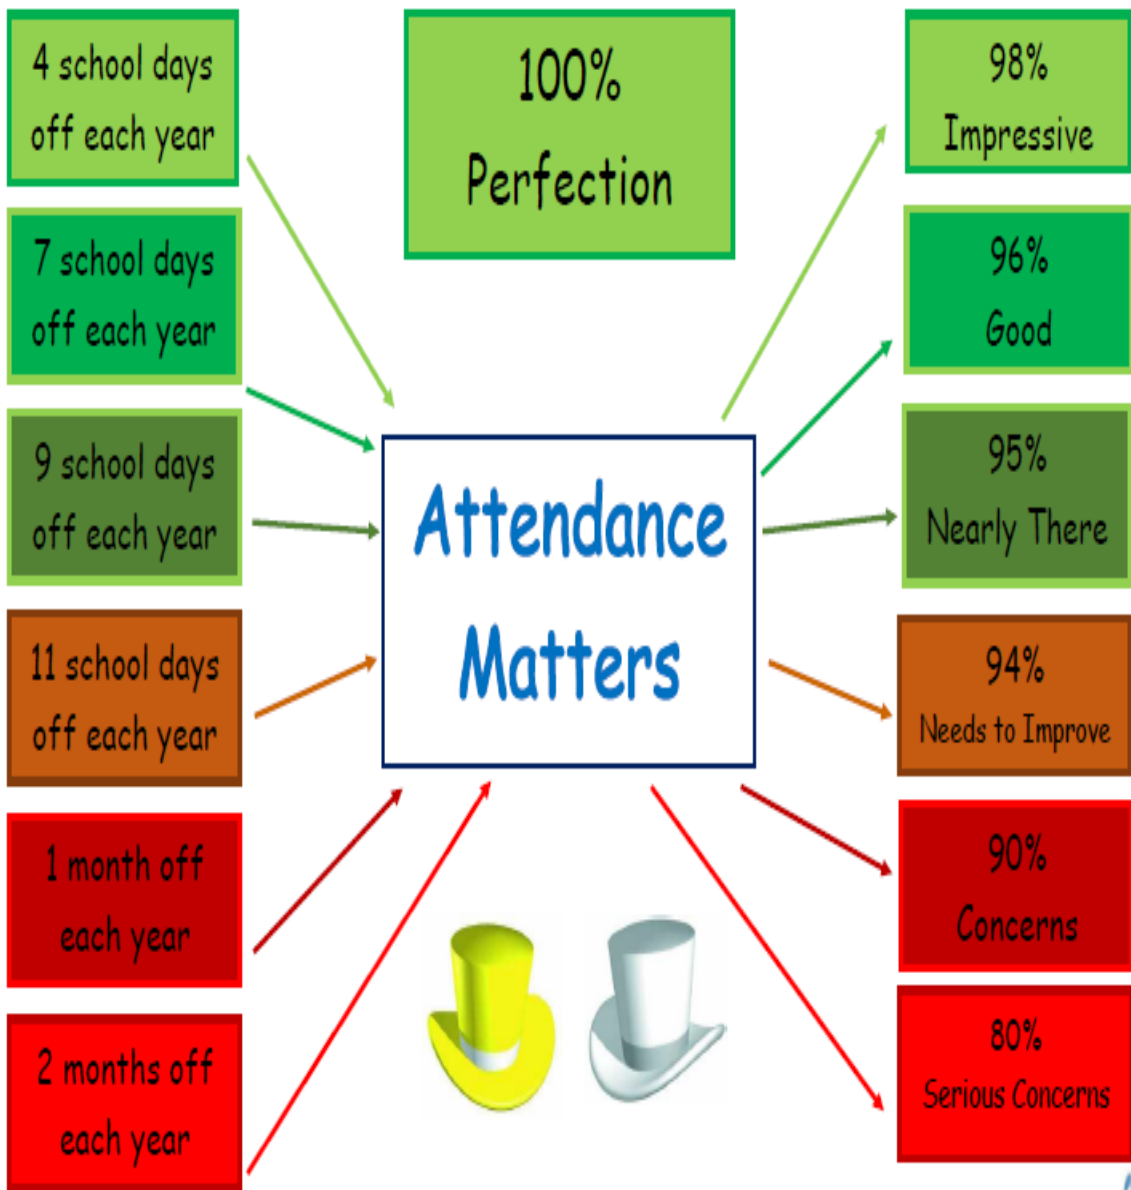 4 school days
off each year
100%
Perfection
98%
Impressive
7 school days
off each year
96%
Good
9 school days
off each year
Attendance
Matters
95%
Nearly There
11 school days
off each year
94%
Needs to Improve
1 month off
each year
90%
Concerns
2 months off
each year
80%
Serious Concerns